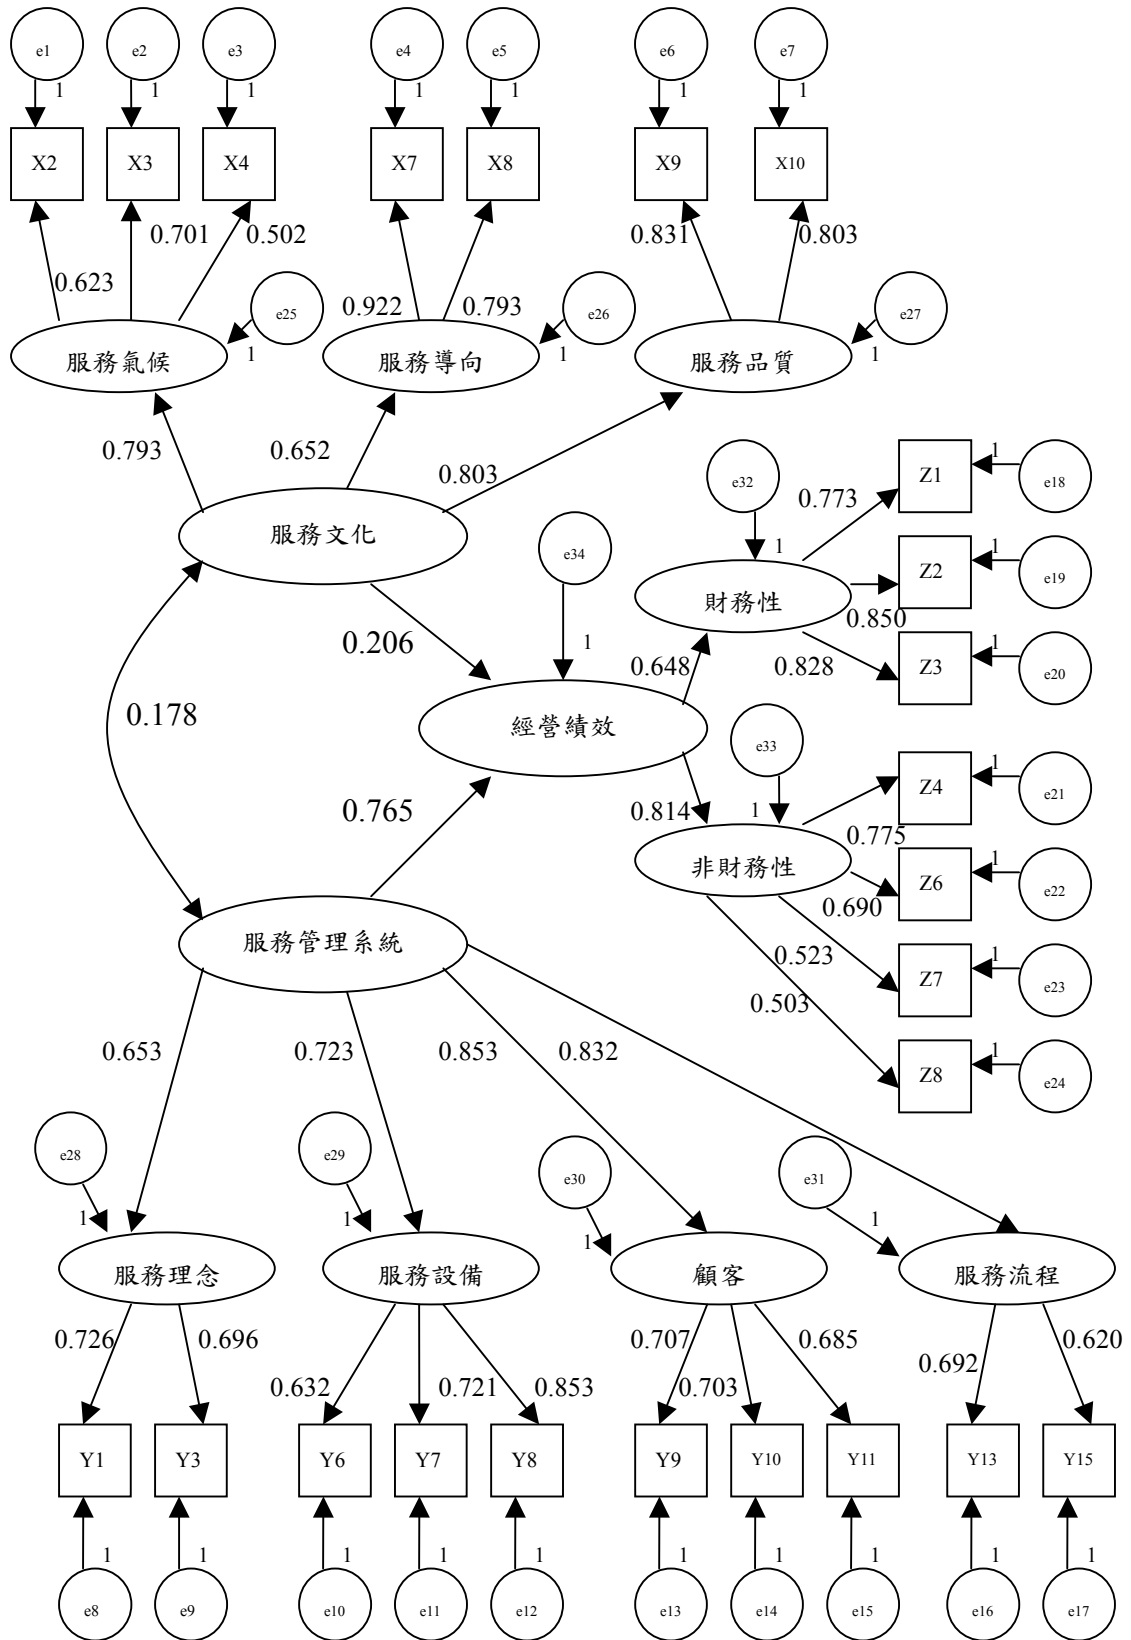 e1 e2 e3 e4 e5 e6 e7
1 1 1 1 1 1 1
X2 X3 X4 X7 X8 X9 X10
0.701 0.502 0.831 0.803
0.623
0.922 0.793
e25 e26 e27
1 1 1
服務氣候 服務導向 服務品質
0.793 0.652 0.803
e32 0.773 Z1 1 e18
服務文化
e34 1 Z2 1 e19
財務性
0.850
0.206 1 0.648 0.828 Z3 1 e20
0.178
經營績效
e33
0.765 0.814 1 Z4 1 e21
0.775
非財務性
0.690 Z6 1 e22
服務管理系統
0.523 Z7 1 e23
0.503
0.653 0.723 0.853 0.832 Z8 1 e24
e28 e29 e30 e31
1 1 1 1
服務理念 服務設備 顧客 服務流程
0.726 0.696 0.707 0.685 0.620
0.692
0.632 0.721 0.853 0.703
Y1 Y3 Y6 Y7 Y8 Y9 Y10 Y11 Y13 Y15
1 1 1 1 1 1 1 1 1 1
e8 e9 e10 e11 e12 e13 e14 e15 e16 e17